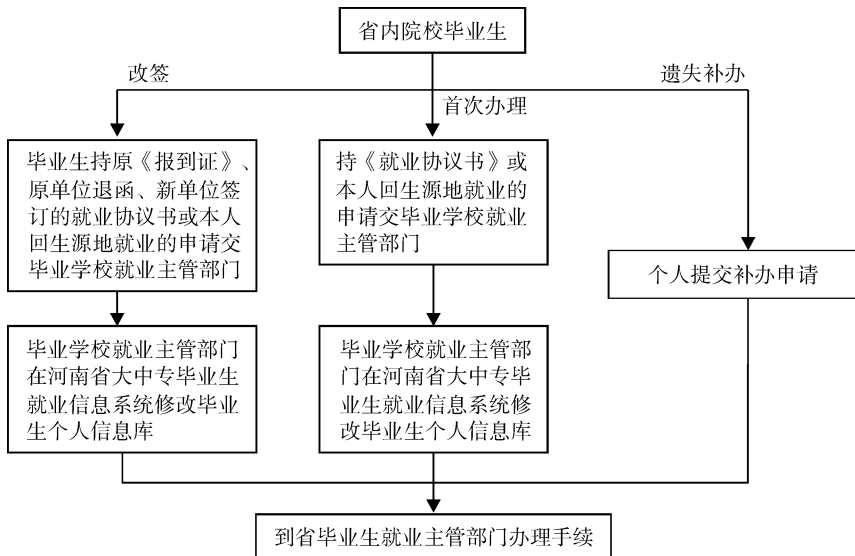 省内院校毕业生
改签
首次办理
遗失补办
毕业生持原《报到证》、
原单位退函、新单位签
订的就业协议书或本人
回生源地就业的申请交
毕业学校就业主管部门
持《就业协议书》或
本人回生源地就业的
申请交毕业学校就业
主管部门
个人提交补办申请
毕业学校就业主管部门
在河南省大中专毕业生
就业信息系统修改毕业
生个人信息库
毕业学校就业主管部
门在河南省大中专毕
业生就业信息系统修
改毕业生个人信息库
到省毕业生就业主管部门办理手续